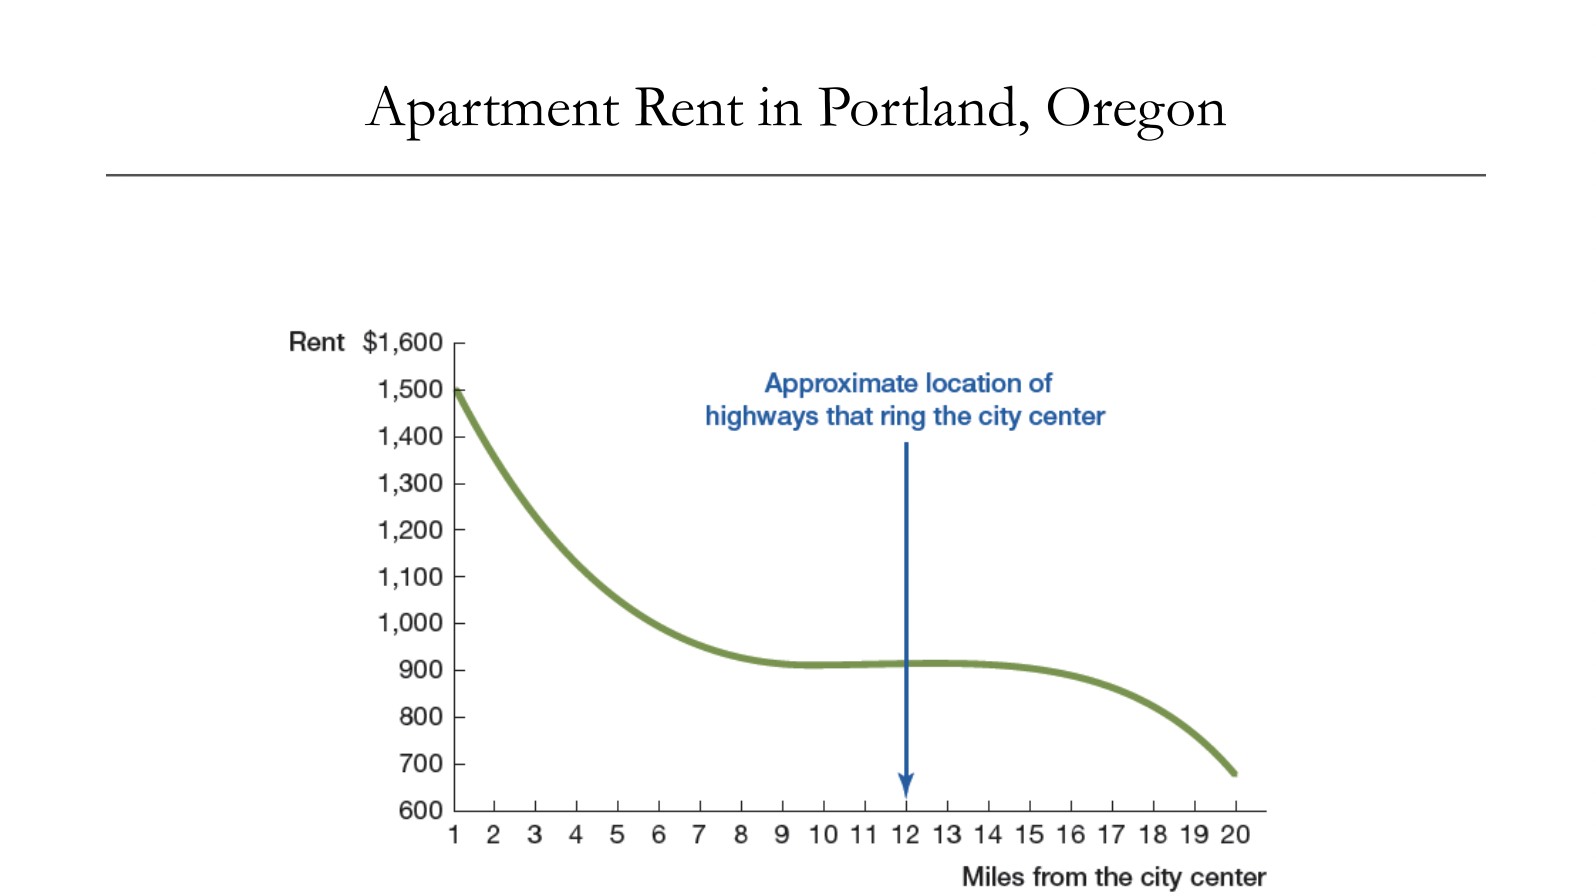 Apartment Rent in Portland, Oregon
Rent $1,600
1,500
1,400
1,300
1,200
1,100
1,000
900
800
700
600
Approximate location of
highways that ring the city center
1 2 3 4 5 6 7 8 9 10 11 12 13 14 15 16 17 18 19 20
Miles from the city center